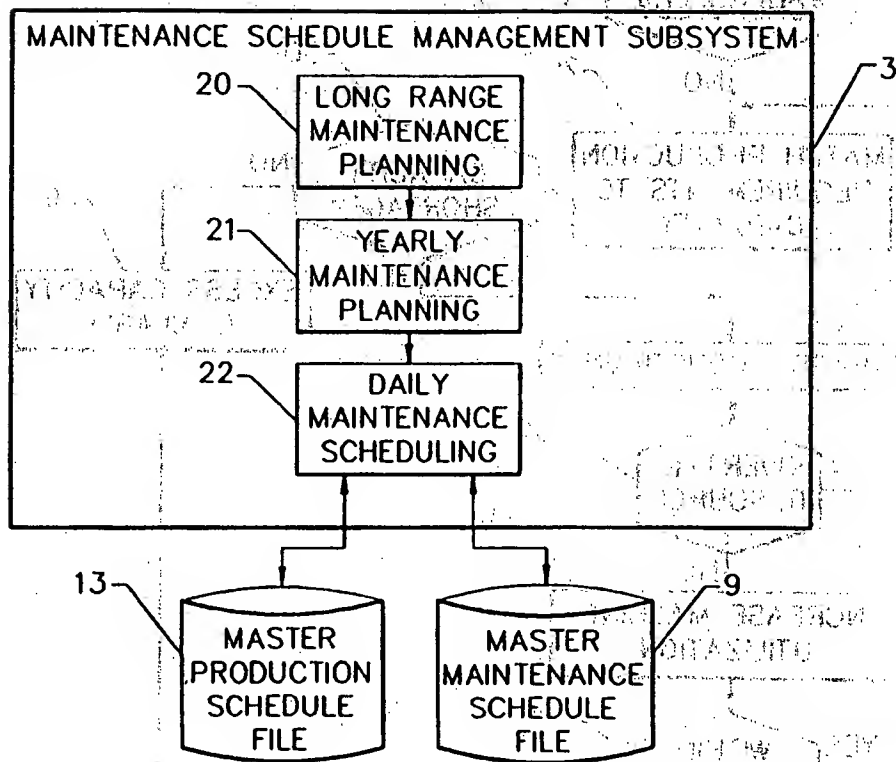 MAINTENANCE SCHEDULE MANAGEMENT SUBSYSTEM
3
20
LONG RANGE
MAINTENANCE
PLANNING
21
YEARLY
MAINTENANCE
PLANNING
22
DAILY
MAINTENANCE
SCHEDULING
13
MASTER
PRODUCTION
SCHEDULE
FILE
9
MASTER
MAINTENANCE
SCHEDULE
FILE